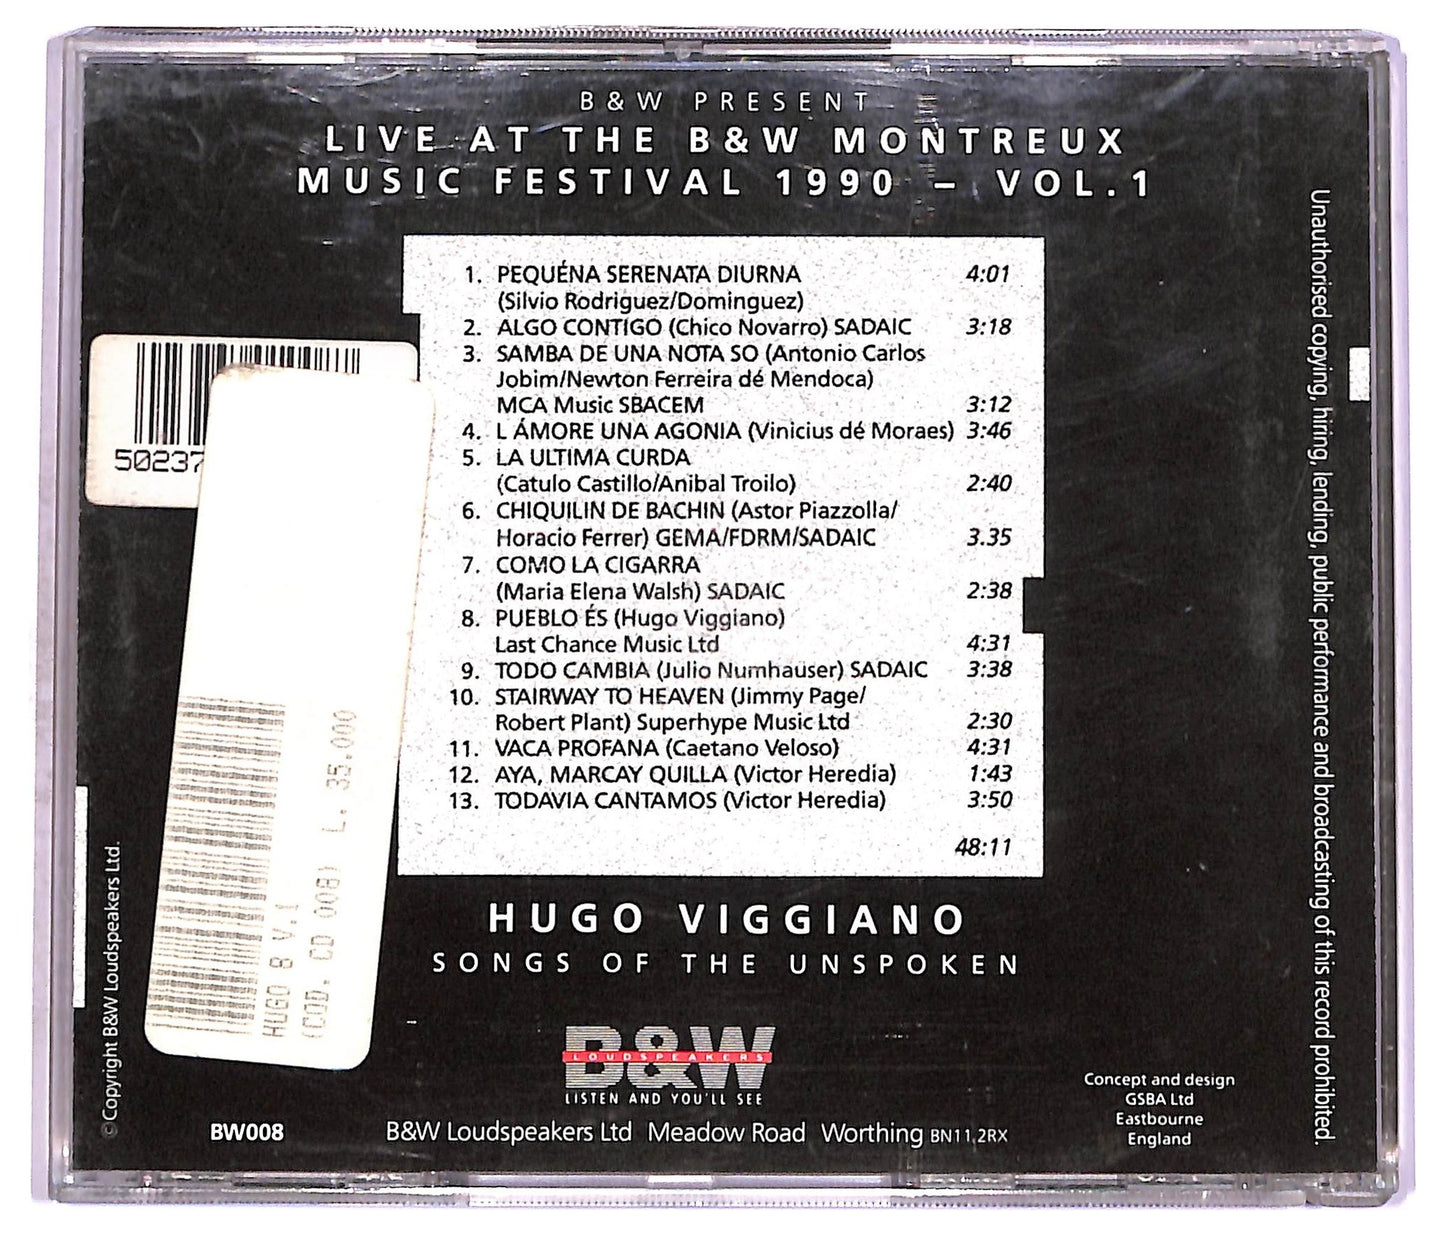 B&W PRESENT
LIVE AT THE B&W MONTREUX
MUSIC FESTIVAL 1990 – VOL.1
1. PEQUÉNA SERENATA DIURNA 4:01
(Silvio Rodriguez/Dominguez)
2. ALGO CONTIGO (Chico Novarro) SADAIC 3:18
3. SAMBA DE UNA NOTA SO (Antonio Carlos
Jobim/Newton Ferreira dé Mendoca)
MCA Music SBACEM 3:12
4. L ÁMORE UNA AGONIA (Vinicius dé Moraes) 3:46
5. LA ULTIMA CURDA
(Catulo Castillo/Anibal Troilo) 2:40
6. CHIQUILIN DE BACHIN (Astor Piazzolla/
Horacio Ferrer) GEMA/FDRM/SADAIC 3.35
7. COMO LA CIGARRA
(Maria Elena Walsh) SADAIC 2:38
8. PUEBLO ÉS (Hugo Viggiano)
Last Chance Music Ltd 4:31
9. TODO CAMBIA (Julio Numhauser) SADAIC 3:38
10. STAIRWAY TO HEAVEN (Jimmy Page/
Robert Plant) Superhype Music Ltd 2:30
11. VACA PROFANA (Caetano Veloso) 4:31
12. AYA, MARCAY QUILLA (Victor Heredia) 1:43
13. TODAVIA CANTAMOS (Victor Heredia) 3:50
48:11
HUGO VIGGIANO
SONGS OF THE UNSPOKEN
B&W
LOUDSPEAKERS
LISTEN AND YOU'LL SEE
BW008
B&W Loudspeakers Ltd Meadow Road Worthing BN11 2RX
Concept and design
GSBA Ltd
Eastbourne
England
50237
HUGO B V.1
(COD. CD 008) L. 35.000
©Copyright B&W Loudspeakers Ltd.
Unauthorised copying, hiring, lending, public performance and broadcasting of this record prohibited.